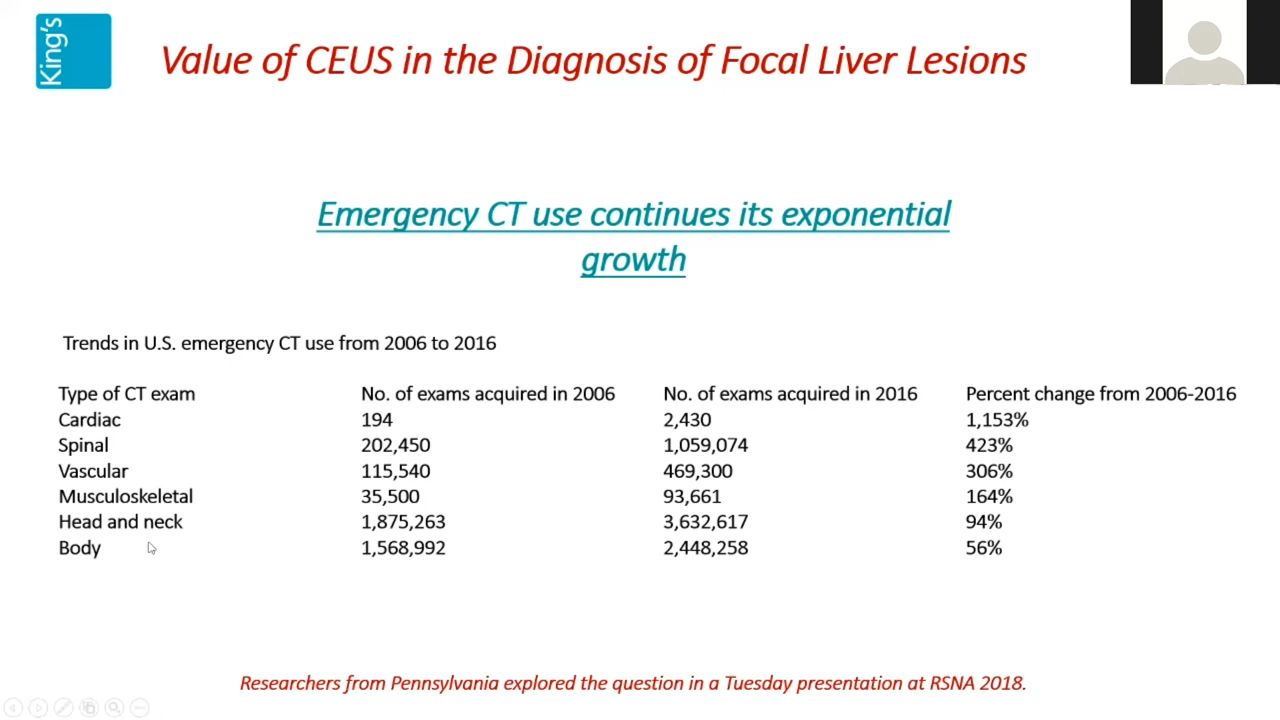 King's
Value of CEUS in the Diagnosis of Focal Liver Lesions
Emergency CT use continues its exponential
growth
Trends in U.S. emergency CT use from 2006 to 2016
Type of CT exam No. of exams acquired in 2006 No. of exams acquired in 2016 Percent change from 2006-2016
Cardiac 194 2,430 1,153%
Spinal 202,450 1,059,074 423%
Vascular 115,540 469,300 306%
Musculoskeletal 35,500 93,661 164%
Head and neck 1,875,263 3,632,617 94%
Body 1,568,992 2,448,258 56%
Researchers from Pennsylvania explored the question in a Tuesday presentation at RSNA 2018.